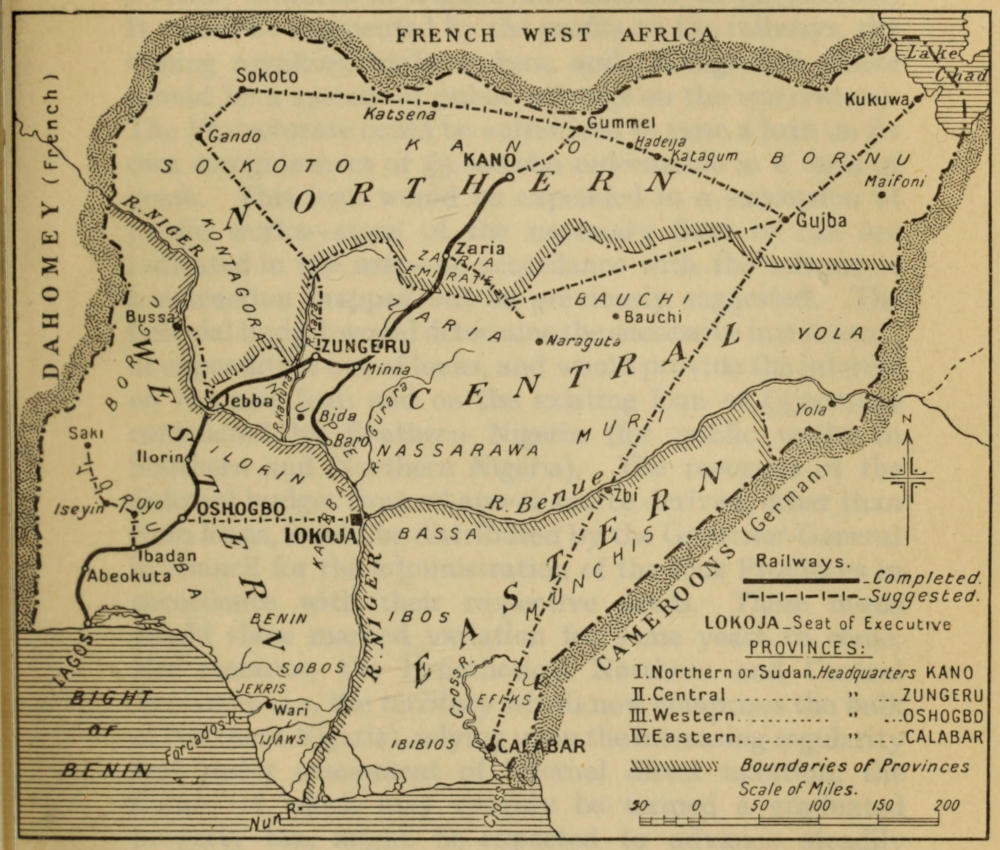 FRENCH WEST AFRICA
Lake
Chad
Sokoto
Katsena
Kukuwa
Gando
Gummel
Hadeija
Katagum
BORNU
Maifoni
SOKOTO
KANO
KANO
NORTHERN
DAHOMEY (French)
R. NIGER
KONTAGORA
Gujba
Zaria
ZARIA
EMIRATE
ZARIA
BAUCHI
Bauchi
Naraguta
YOLA
Bussa
BORGU
ZUNGERU
Minna
CENTRAL
Jebba
R. Kaduna
Bida
Baro
R. Gurara
NASSARAWA
MURI
Yola
Saki
Ilorin
ILORIN
WESTERN
Iseyin
Oyo
YORUBA
OSHOGBO
LOKOJA
KABBA
R Benue
Zbi
BASSA
Ibadan
Abeokuta
MUNCHIS
EASTERN
CAMEROONS (German)
N
LAGOS
BENIN
IBOS
R. NIGER
SOBOS
JEKRIS
Wari
IJAWS
Forcados R.
IBIBIOS
Cross R.
EFIKS
CALABAR
Cross R.
Nun R.
BIGHT
OF
BENIN
Railways.
Completed.
Suggested.
LOKOJA_Seat of Executive
PROVINCES:
I. Northern or Sudan. Headquarters KANO
II. Central " ZUNGERU
III. Western........... " ...OSHOGBO
IV. Eastern........... " ...CALABAR
Boundaries of Provinces
Scale of Miles.
50 0 50 100 150 200